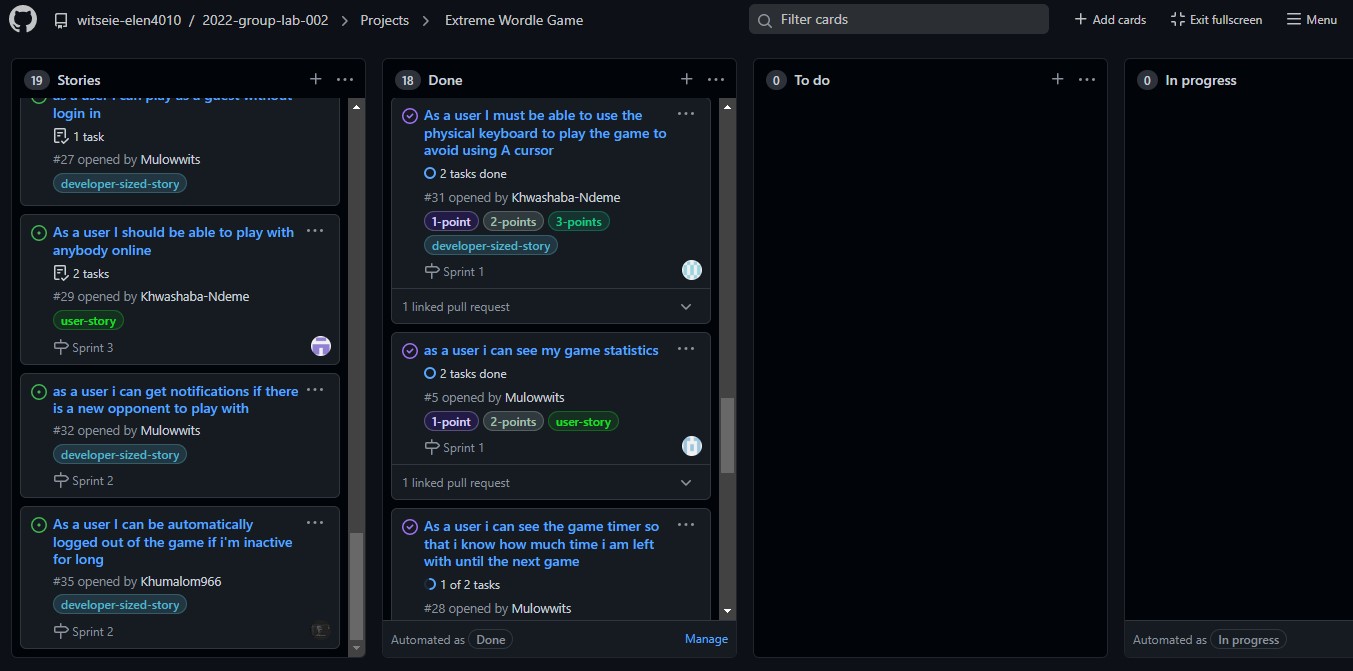 witseie-elen4010 / 2022-group-lab-002 > Projects > Extreme Wordle Game
Filter cards
+ Add cards
Exit fullscreen
Menu
19 Stories
as a user I can play as a guest without
login in
1 task
#27 opened by Mulowwits
developer-sized-story
As a user I should be able to play with
anybody online
2 tasks
#29 opened by Khwashaba-Ndeme
user-story
Sprint 3
as a user i can get notifications if there
is a new opponent to play with
#32 opened by Mulowwits
developer-sized-story
Sprint 2
As a user I can be automatically
logged out of the game if i'm inactive
for long
#35 opened by Khumalom966
developer-sized-story
Sprint 2
18 Done
As a user I must be able to use the
physical keyboard to play the game to
avoid using A cursor
2 tasks done
#31 opened by Khwashaba-Ndeme
1-point 2-points 3-points
developer-sized-story
Sprint 1
1 linked pull request
as a user i can see my game statistics
2 tasks done
#5 opened by Mulowwits
1-point 2-points user-story
Sprint 1
1 linked pull request
As a user i can see the game timer so
that i know how much time i am left
with until the next game
1 of 2 tasks
#28 opened by Mulowwits
Automated as Done
Manage
0 To do
0 In progress
Automated as In progress